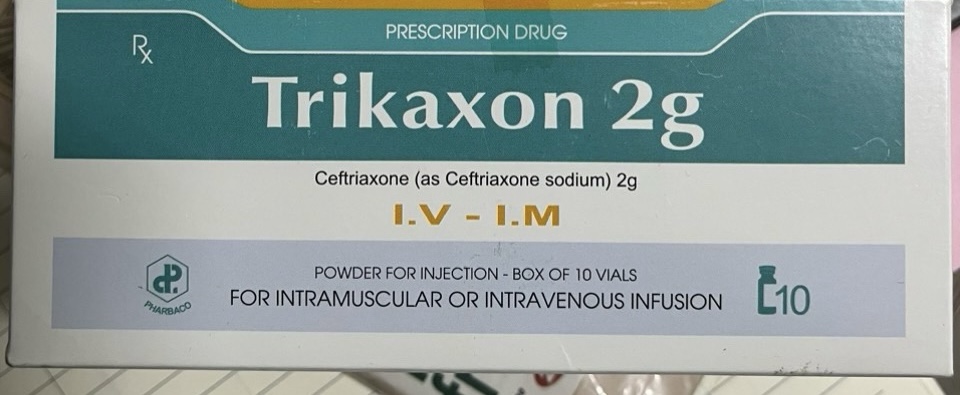 PRESCRIPTION DRUG
Rx
Trikaxon 2g
Ceftriaxone (as Ceftriaxone sodium) 2g
I.V - I.M
POWDER FOR INJECTION - BOX OF 10 VIALS
FOR INTRAMUSCULAR OR INTRAVENOUS INFUSION
PHARBACO
10